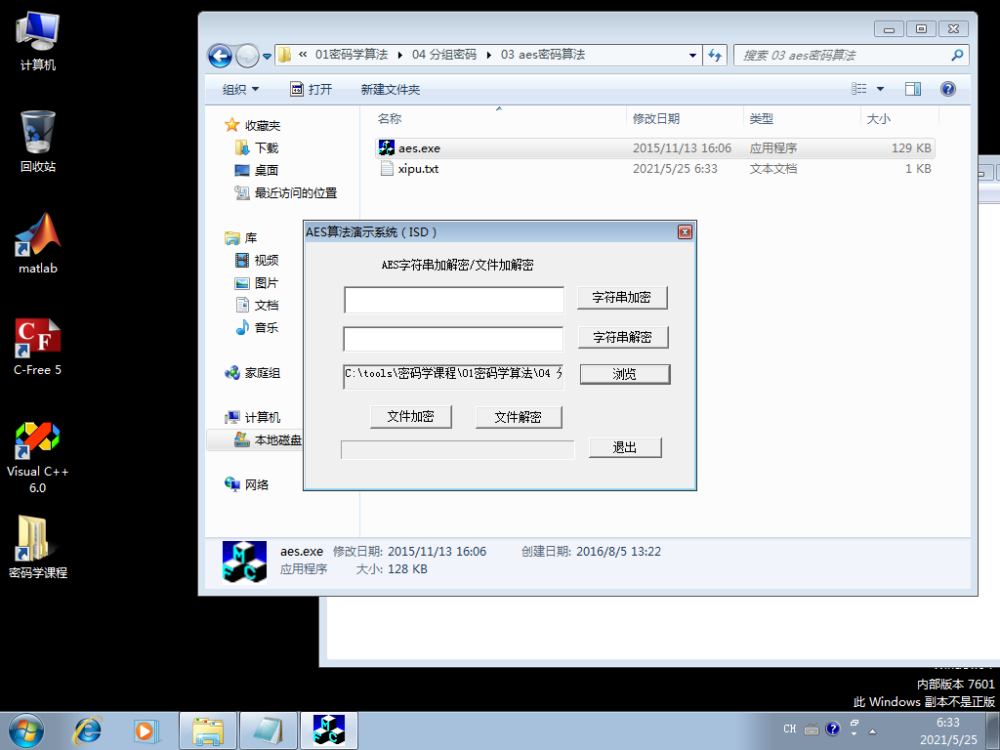 计算机
回收站
matlab
C-Free 5
Visual C++
6.0
密码学课程
« 01密码学算法 04 分组密码 03 aes密码算法
搜索 03 aes密码算法
组织 打开 新建文件夹
名称 修改日期 类型 大小
aes.exe 2015/11/13 16:06 应用程序 129 KB
xipu.txt 2021/5/25 6:33 文本文档 1 KB
收藏夹
下载
桌面
最近访问的位置
库
视频
图片
文档
音乐
家庭组
计算机
本地磁盘
网络
AES算法演示系统 ( ISD )
AES字符串加解密/文件加解密
字符串加密
字符串解密
C:\tools\密码学课程\01密码学算法\04 分
浏览
文件加密 文件解密
退出
aes.exe 修改日期: 2015/11/13 16:06 创建日期: 2016/8/5 13:22
应用程序 大小: 128 KB
内部版本 7601
此 Windows 副本不是正版
CH
6:33
2021/5/25